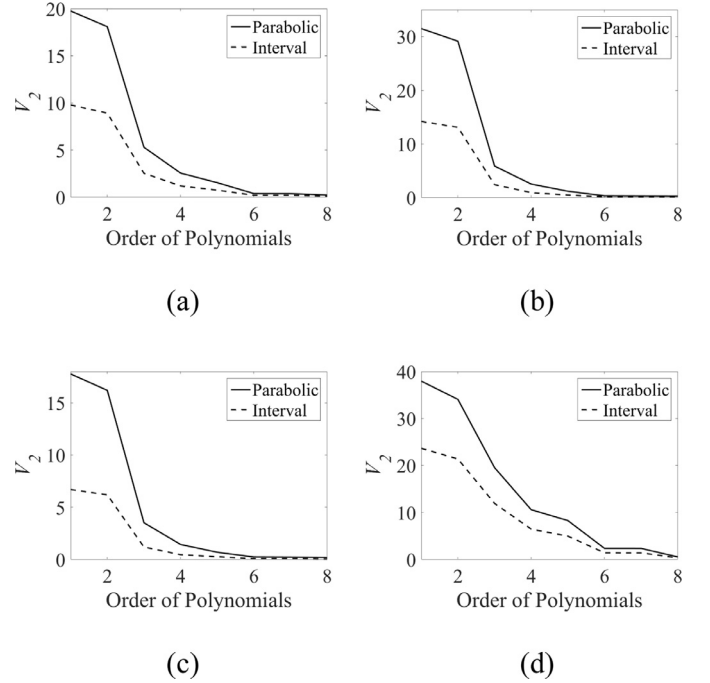 20
15
10
5
0
V2
Parabolic
Interval
2 4 6 8
Order of Polynomials
(a)
30
20
10
0
V2
Parabolic
Interval
2 4 6 8
Order of Polynomials
(b)
15
10
5
0
V2
Parabolic
Interval
2 4 6 8
Order of Polynomials
(c)
40
30
20
10
0
V2
Parabolic
Interval
2 4 6 8
Order of Polynomials
(d)